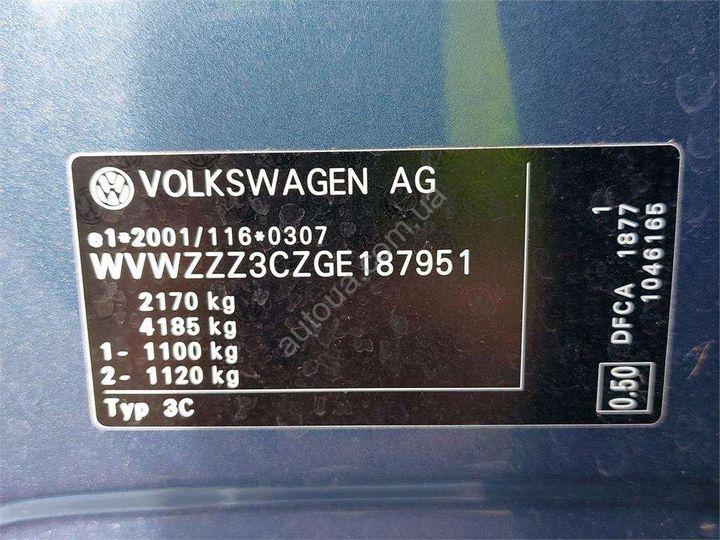 VOLKSWAGEN AG
e1*2001/116*0307
WVWZZZ3CZGE187951
2170 kg
4185 kg
1- 1100 kg
2- 1120 kg
Typ 3C
1
DFCA 1877
1046165
0.50
autoua.com.ua